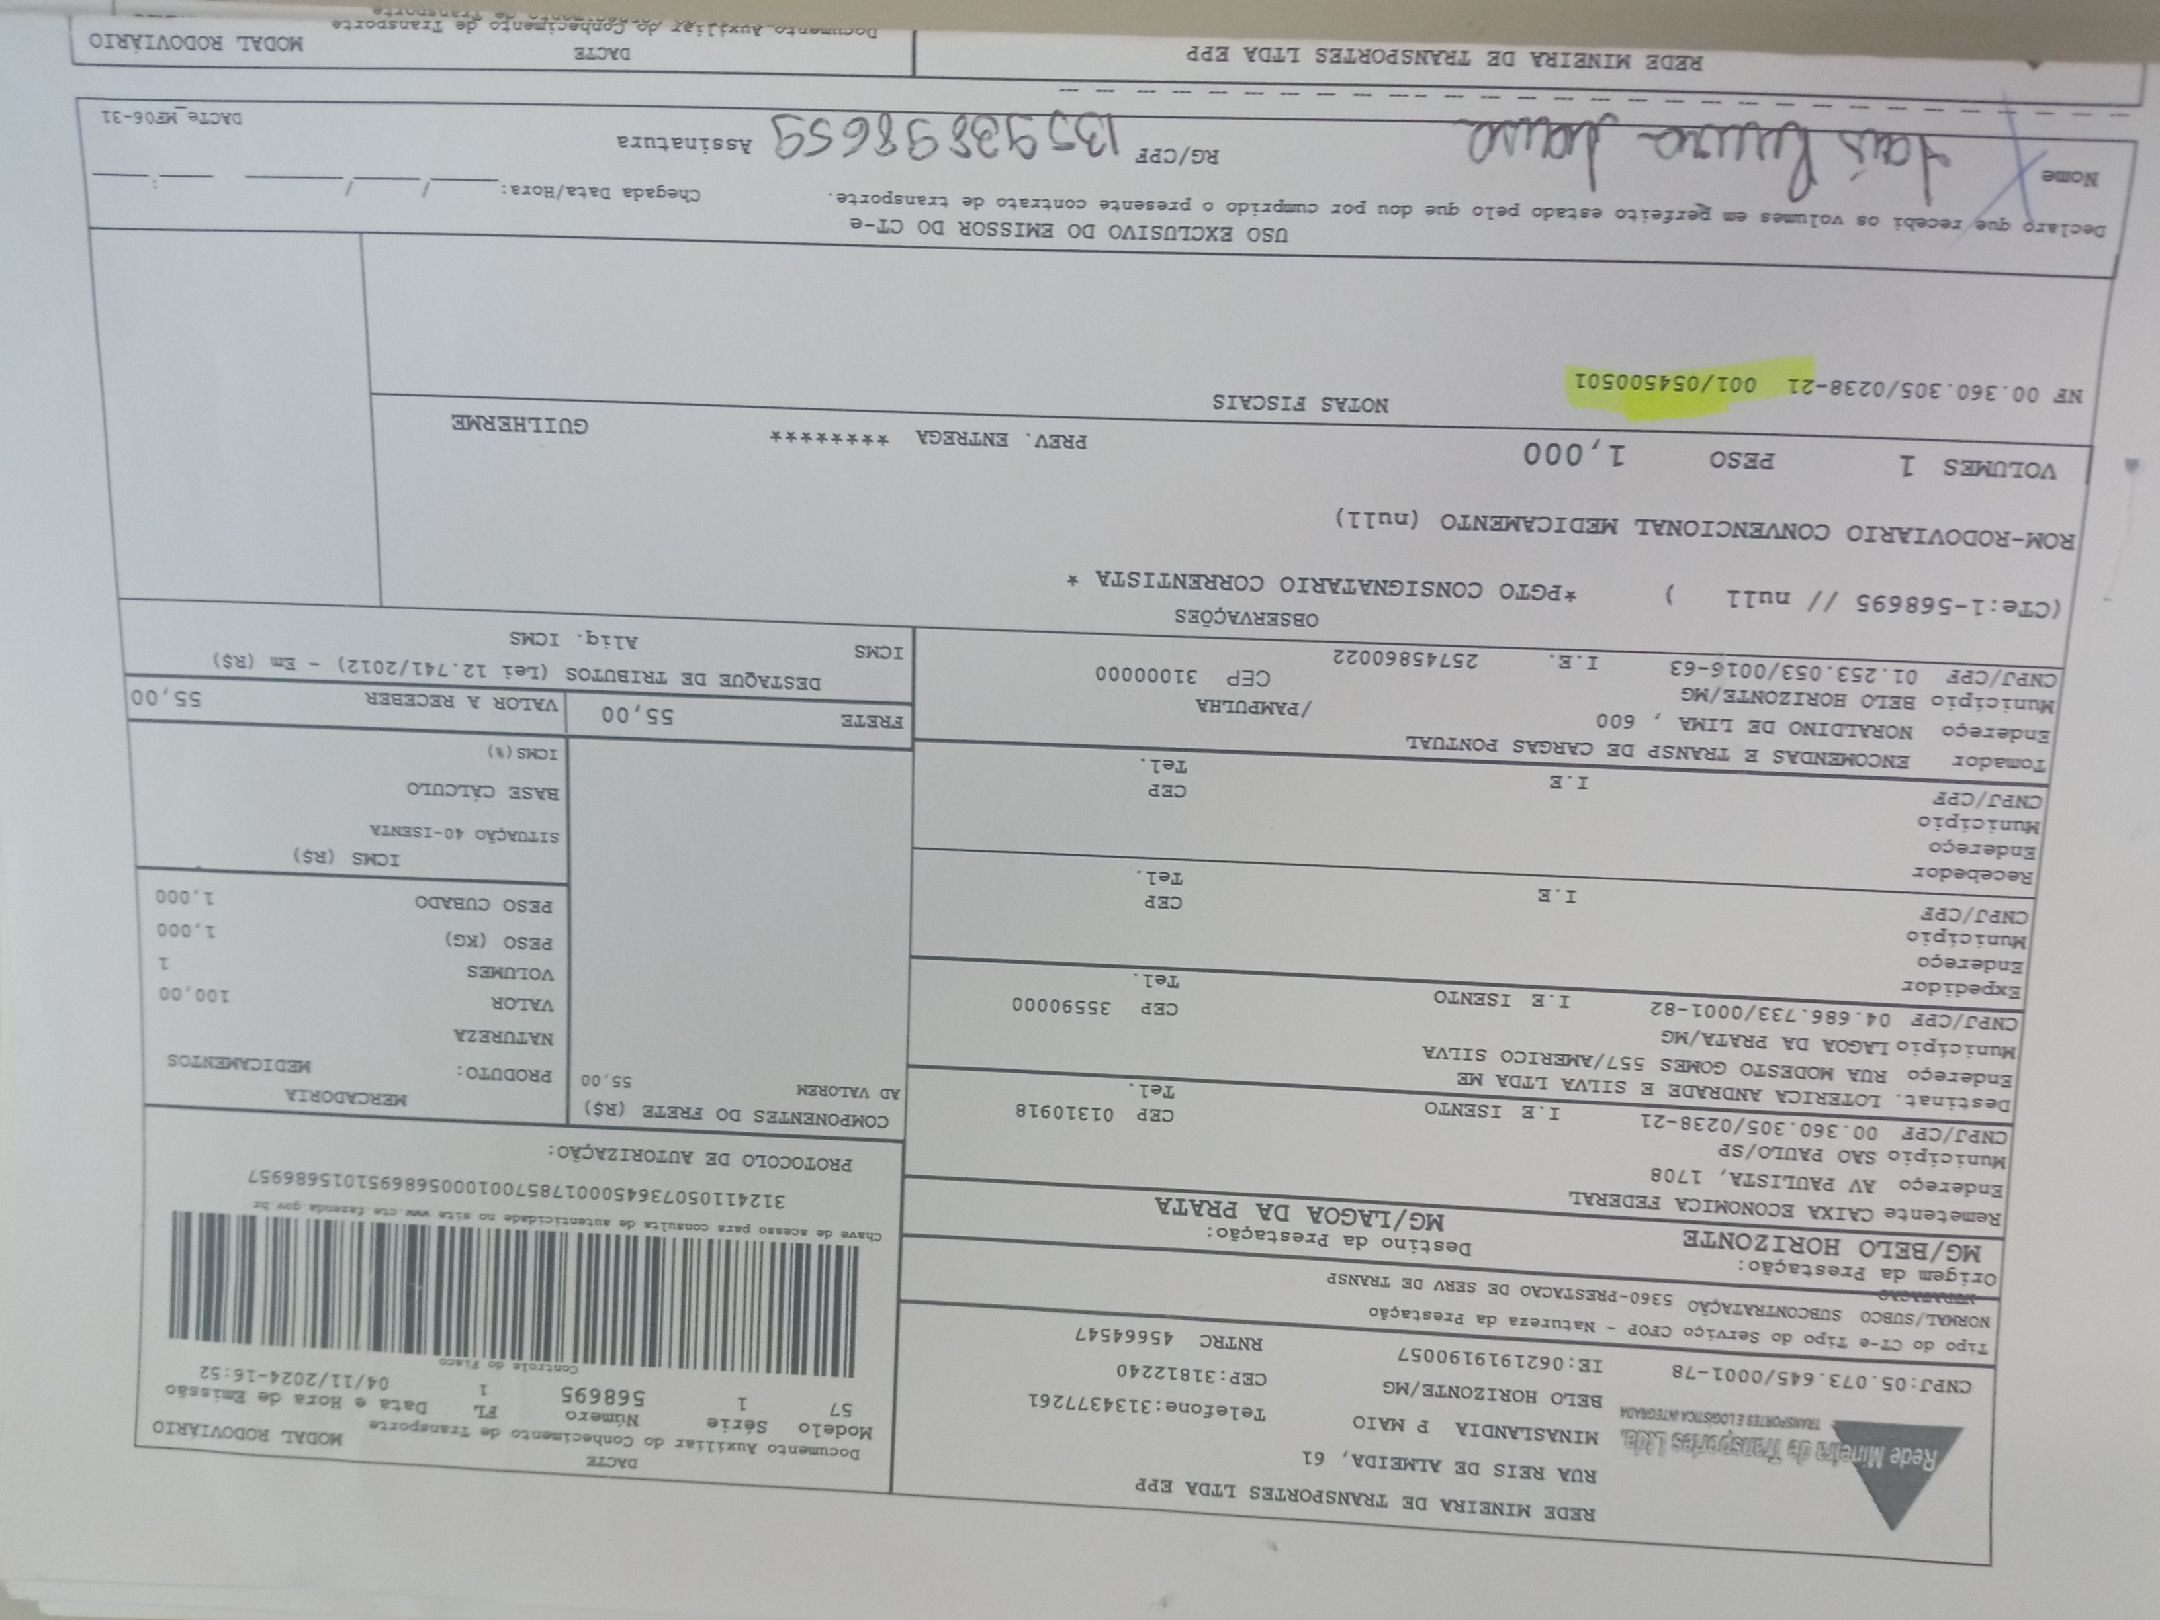 REDE MINEIRA DE TRANSPORTES LTDA EPP
RUA REIS DE ALMEIDA, 61
Rede Mineira de Transportes Ltda.
TRANSPORTES E LOGÍSTICA INTEGRADA
MINASLANDIA P MAIO Telefone:3134377261
BELO HORIZONTE/MG CEP:31812240
CNPJ:05.073.645/0001-78 IE:0621919190057 RNTRC 45664547
DACTE
Documento Auxiliar do Conhecimento de Transporte MODAL RODOVIÁRIO
Modelo Série Número FL Data e Hora de Emissão
57 1 568695 1 04/11/2024-16:52
Controle do Fisco
Chave de acesso para consulta de autenticidade no site www.cte.fazenda.gov.br
31241105073645000178570010005686951015686957
PROTOCOLO DE AUTORIZAÇÃO:
Tipo do CT-e Tipo do Serviço CFOP - Natureza da Prestação
NORMAL/SUBCO SUBCONTRATAÇÃO 5360-PRESTACAO DE SERV DE TRANSP
Origem da Prestação: Destino da Prestação:
MG/BELO HORIZONTE MG/LAGOA DA PRATA
Remetente CAIXA ECONOMICA FEDERAL
Endereço AV PAULISTA, 1708
Município SAO PAULO/SP CEP 01310918
CNPJ/CPF 00.360.305/0238-21 I.E ISENTO Tel.
Destinat. LOTERICA ANDRADE E SILVA LTDA ME
Endereço RUA MODESTO GOMES 557/AMERICO SILVA
Município LAGOA DA PRATA/MG CEP 35590000
CNPJ/CPF 04.686.733/0001-82 I.E ISENTO Tel.
Expedidor
Endereço
Município CEP
CNPJ/CPF I.E Tel.
Recebedor
Endereço
Município CEP
CNPJ/CPF I.E Tel.
Tomador ENCOMENDAS E TRANSP DE CARGAS PONTUAL
Endereço NORALDINO DE LIMA , 600 /PAMPULHA
Município BELO HORIZONTE/MG CEP 31000000
CNPJ/CPF 01.253.053/0016-63 I.E. 25745860022
COMPONENTES DO FRETE (R$)
AD VALOREM 55,00
MERCADORIA
PRODUTO: MEDICAMENTOS
NATUREZA
VALOR 100,00
VOLUMES 1
PESO (KG) 1,000
PESO CUBADO 1,000
ICMS (R$)
SITUAÇÃO 40-ISENTA
BASE CÁLCULO
ICMS(%)
FRETE 55,00 VALOR A RECEBER 55,00
DESTAQUE DE TRIBUTOS (Lei 12.741/2012) - Em (R$)
ICMS Aliq. ICMS
OBSERVAÇÕES
(CTe:1-568695 // null ) *PGTO CONSIGNATARIO CORRENTISTA *
ROM-RODOVIARIO CONVENCIONAL MEDICAMENTO (null)
VOLUMES 1 PESO 1,000 PREV. ENTREGA ******** GUILHERME
NOTAS FISCAIS
NF 00.360.305/0238-21 001/054500501
USO EXCLUSIVO DO EMISSOR DO CT-e
Declaro que recebi os volumes em perfeito estado pelo que dou por cumprido o presente contrato de transporte. Chegada Data/Hora: / / :
Nome RG/CPF 13593898659 Assinatura
DACTe_MF06-31
REDE MINEIRA DE TRANSPORTES LTDA EPP
DACTE
Documento Auxiliar do Conhecimento de Transporte MODAL RODOVIÁRIO